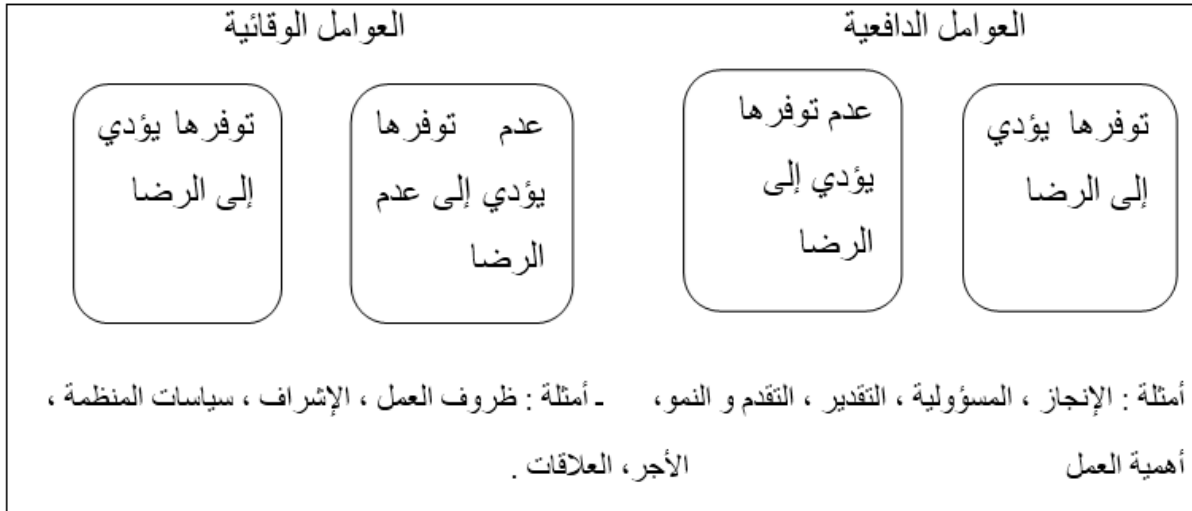 العوامل الدافعية
العوامل الوقائية
توفرها يؤدي
إلى الرضا
عدم توفرها
يؤدي إلى
الرضا
عدم توفرها
يؤدي إلى عدم
الرضا
توفرها يؤدي
إلى الرضا
أمثلة : الإنجاز ، المسؤولية ، التقدير ، التقدم و النمو، ـ أمثلة : ظروف العمل ، الإشراف ، سياسات المنظمة ،
أهمية العمل الأجر، العلاقات .